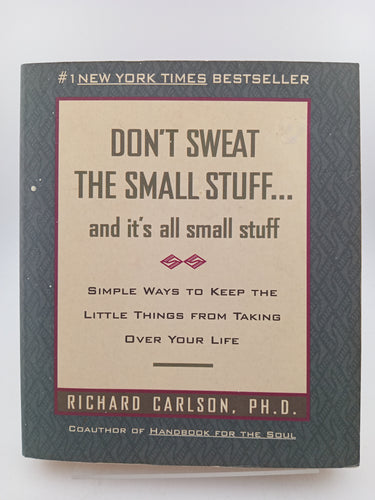 #1 NEW YORK TIMES BESTSELLER
DON'T SWEAT
THE SMALL STUFF...
and it's all small stuff
SIMPLE WAYS TO KEEP THE
LITTLE THINGS FROM TAKING
OVER YOUR LIFE
RICHARD CARLSON, PH.D.
COAUTHOR OF HANDBOOK FOR THE SOUL